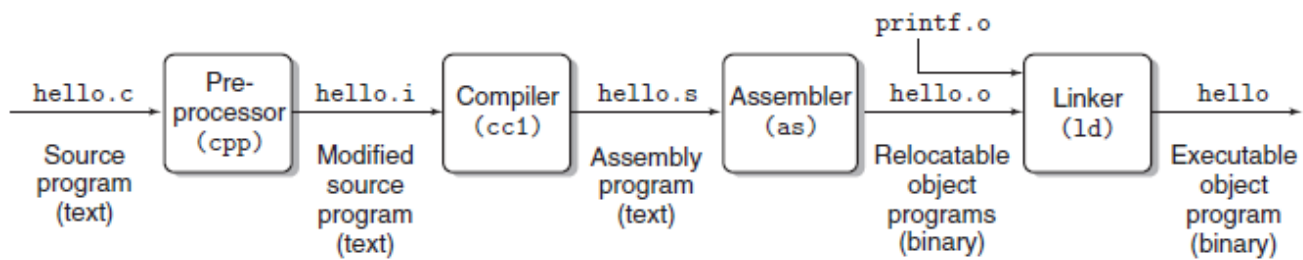 printf.o
hello.c
Pre-
processor
(cpp)
hello.i
Compiler
(cc1)
hello.s
Assembler
(as)
hello.o
Linker
(ld)
hello
Source
program
(text)
Modified
source
program
(text)
Assembly
program
(text)
Relocatable
object
programs
(binary)
Executable
object
program
(binary)